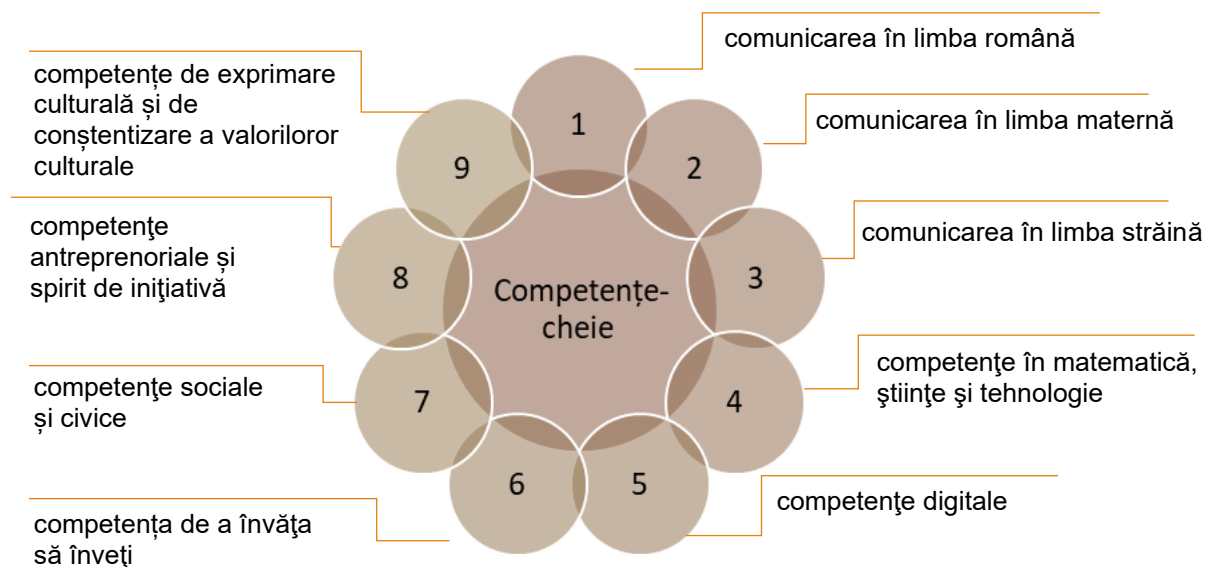 1
comunicarea în limba română
2
comunicarea în limba maternă
3
comunicarea în limba străină
4
competenţe în matematică,
ştiinţe şi tehnologie
5
competenţe digitale
6
competența de a învăţa
să înveţi
7
competenţe sociale
și civice
8
competenţe
antreprenoriale și
spirit de iniţiativă
9
competențe de exprimare
culturală și de
conștentizare a valoriloror
culturale
Competențe-
cheie